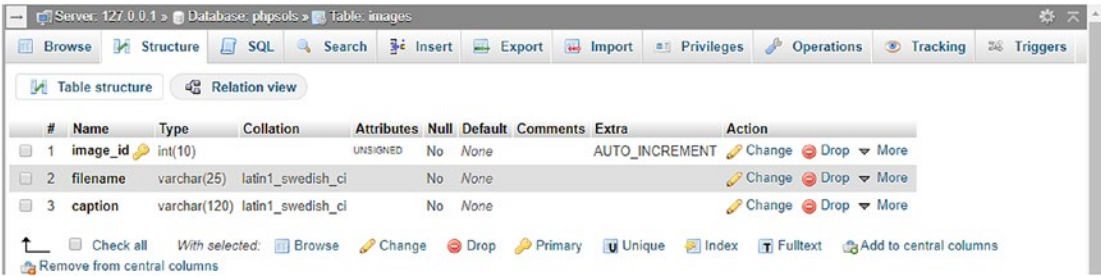 Server: 127.0.0.1 » Database: phpsols » Table: images
Browse Structure SQL Search Insert Export Import Privileges Operations Tracking Triggers
Table structure Relation view
# Name Type Collation Attributes Null Default Comments Extra Action
1 image_id int(10) UNSIGNED No None AUTO_INCREMENT Change Drop More
2 filename varchar(25) latin1_swedish_ci No None Change Drop More
3 caption varchar(120) latin1_swedish_ci No None Change Drop More
Check all With selected: Browse Change Drop Primary Unique Index Fulltext Add to central columns
Remove from central columns